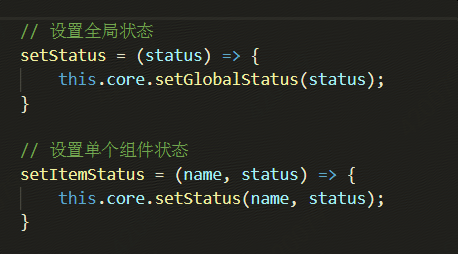 // 设置全局状态
setStatus = (status) => {
    this.core.setGlobalStatus(status);
}
// 设置单个组件状态
setItemStatus = (name, status) => {
    this.core.setStatus(name, status);
}